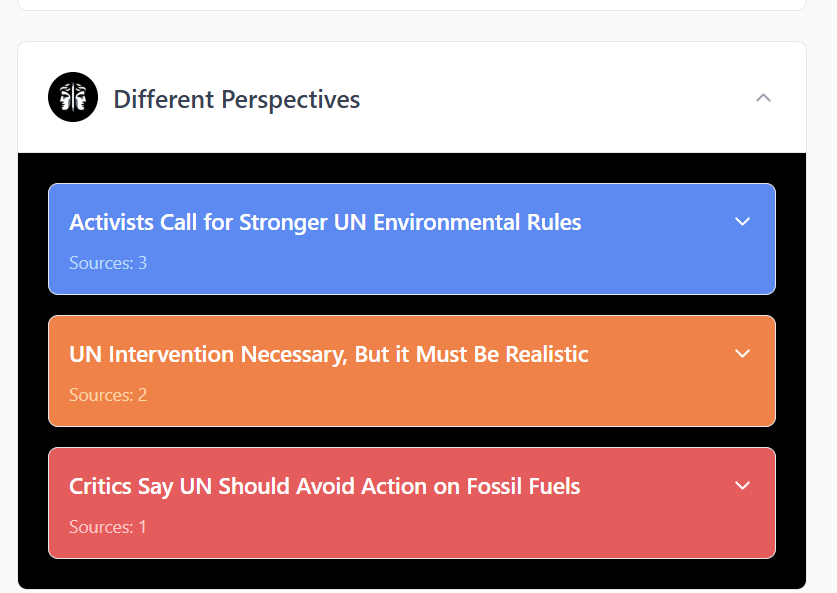 Different Perspectives
Activists Call for Stronger UN Environmental Rules
Sources: 3
UN Intervention Necessary, But it Must Be Realistic
Sources: 2
Critics Say UN Should Avoid Action on Fossil Fuels
Sources: 1